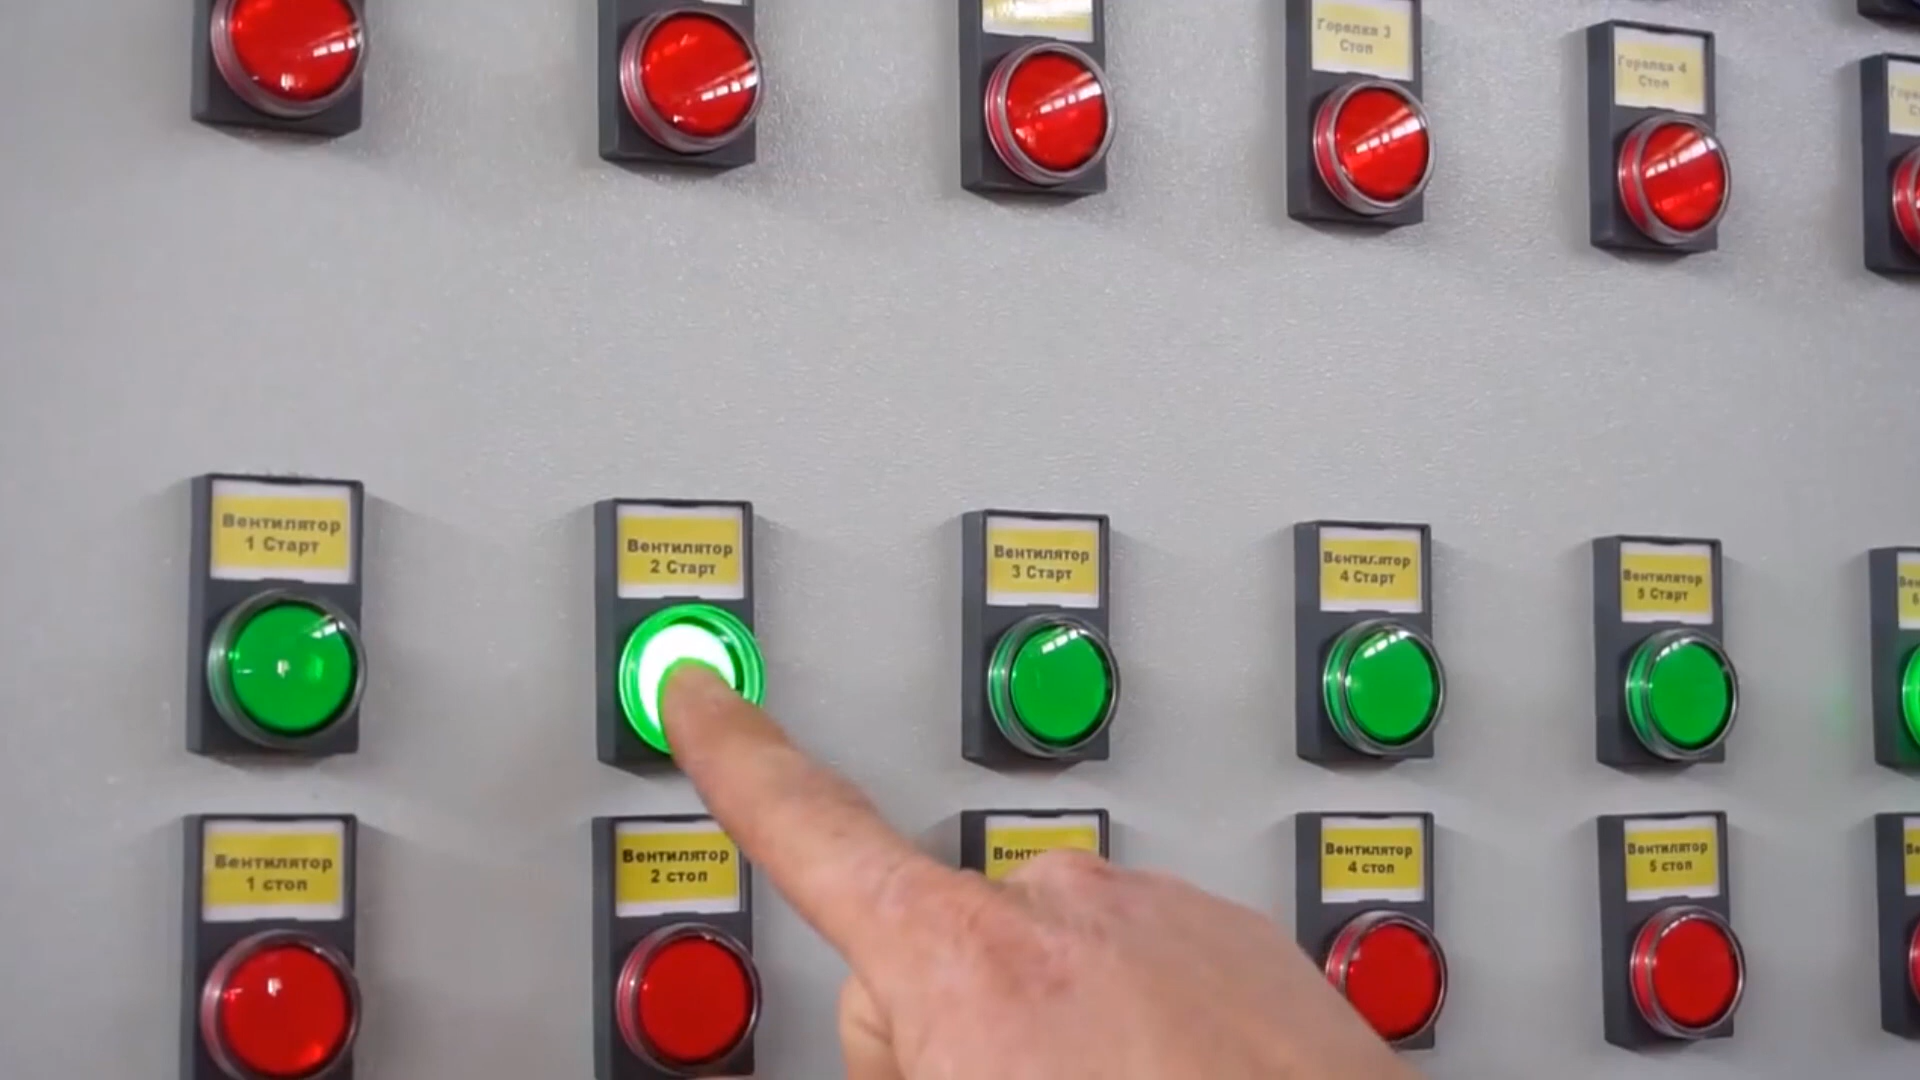 Горелка 3
Стоп
Горелка 4
Стоп
Вентилятор
1 Старт
Вентилятор
2 Старт
Вентилятор
3 Старт
Вентилятор
4 Старт
Вентилятор
5 Старт
Вентилятор
1 стоп
Вентилятор
2 стоп
Вентилятор
4 стоп
Вентилятор
5 стоп